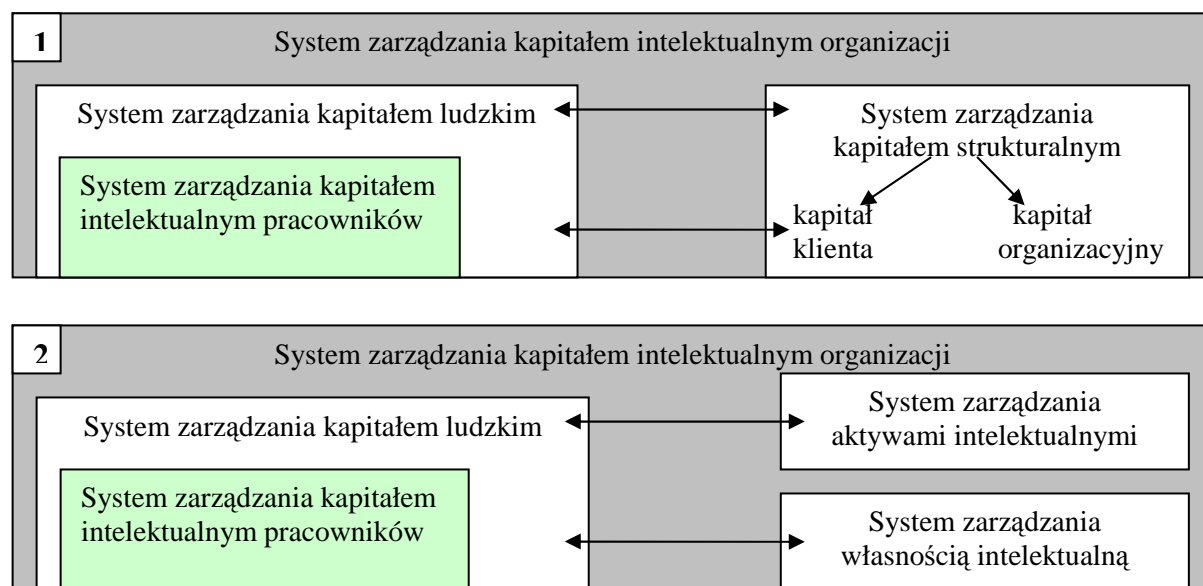 1
System zarządzania kapitałem intelektualnym organizacji
System zarządzania kapitałem ludzkim
System zarządzania kapitałem
intelektualnym pracowników
System zarządzania
kapitałem strukturalnym
kapitał
klienta
kapitał
organizacyjny
2
System zarządzania kapitałem intelektualnym organizacji
System zarządzania kapitałem ludzkim
System zarządzania kapitałem
intelektualnym pracowników
System zarządzania
aktywami intelektualnymi
System zarządzania
własnością intelektualną